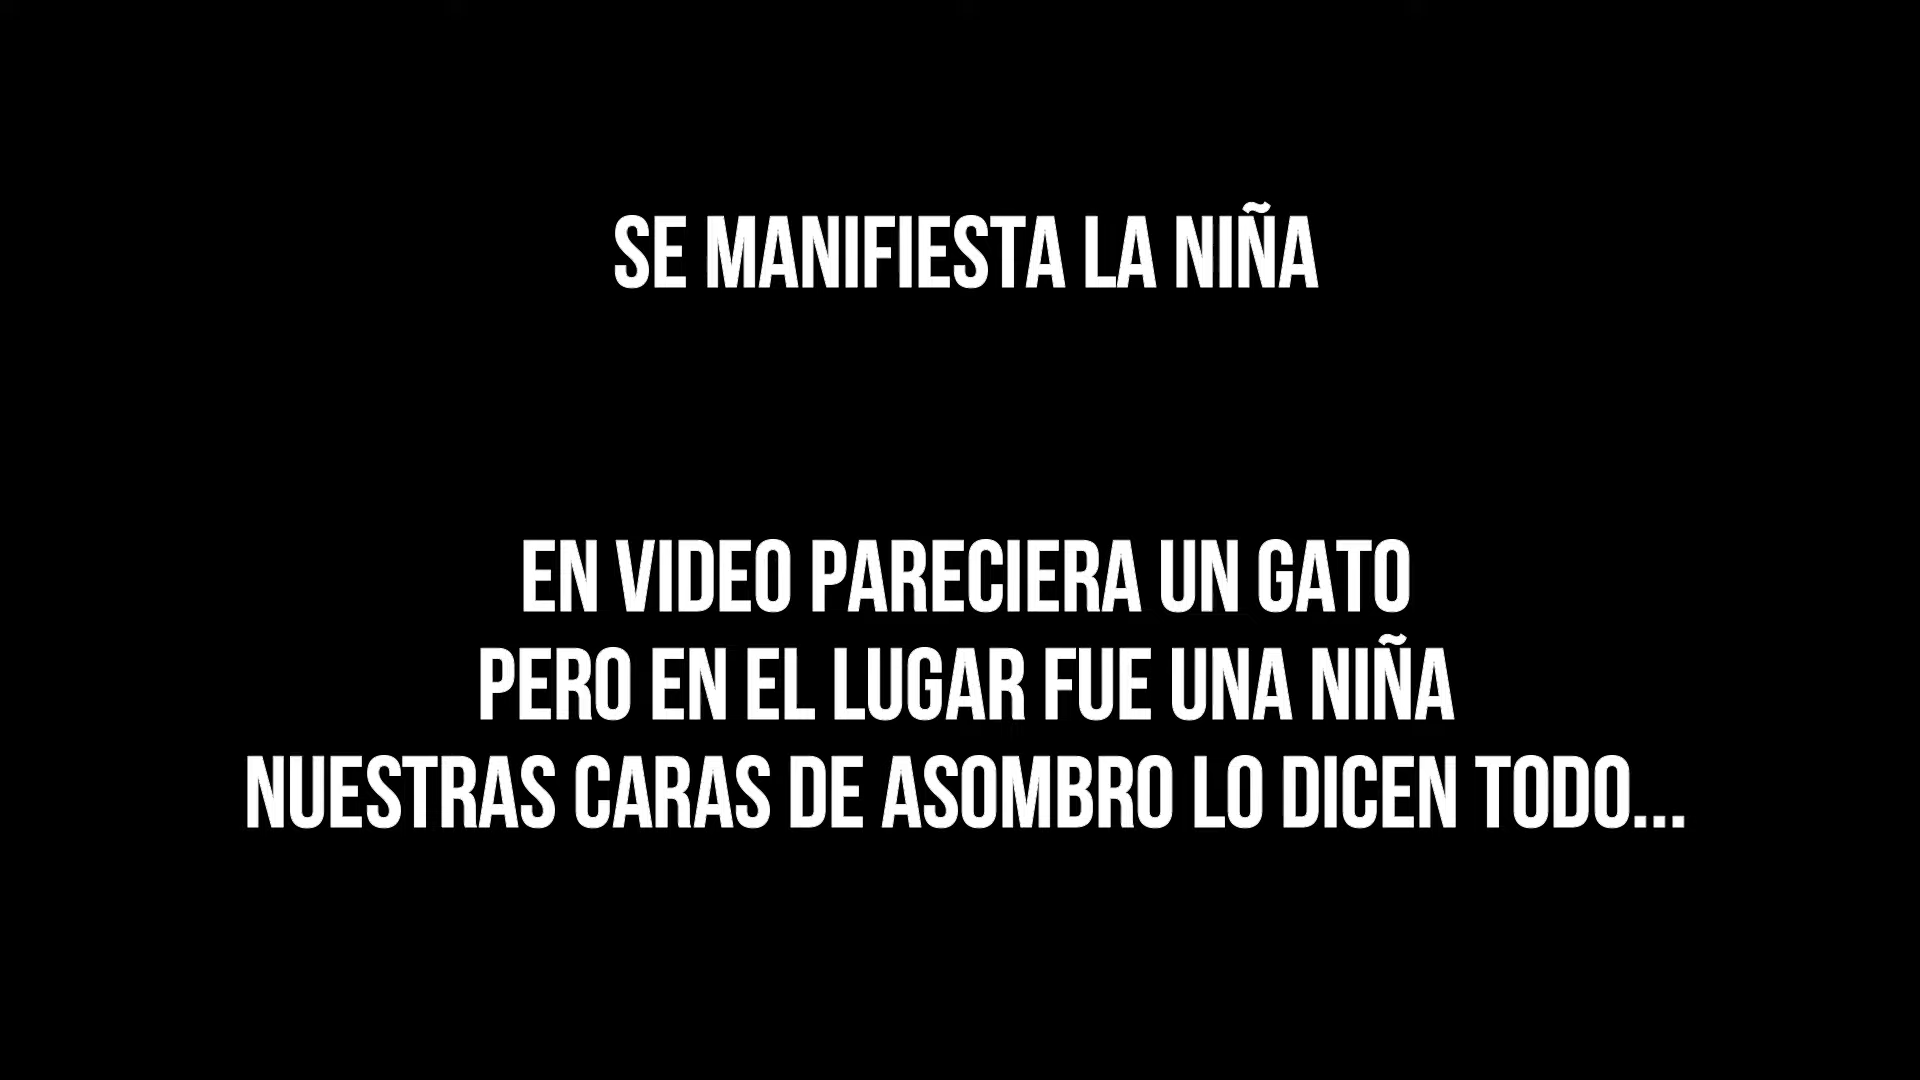 SE MANIFIESTA LA NIÑA
EN VIDEO PARECIERA UN GATO
PERO EN EL LUGAR FUE UNA NIÑA
NUESTRAS CARAS DE ASOMBRO LO DICEN TODO...